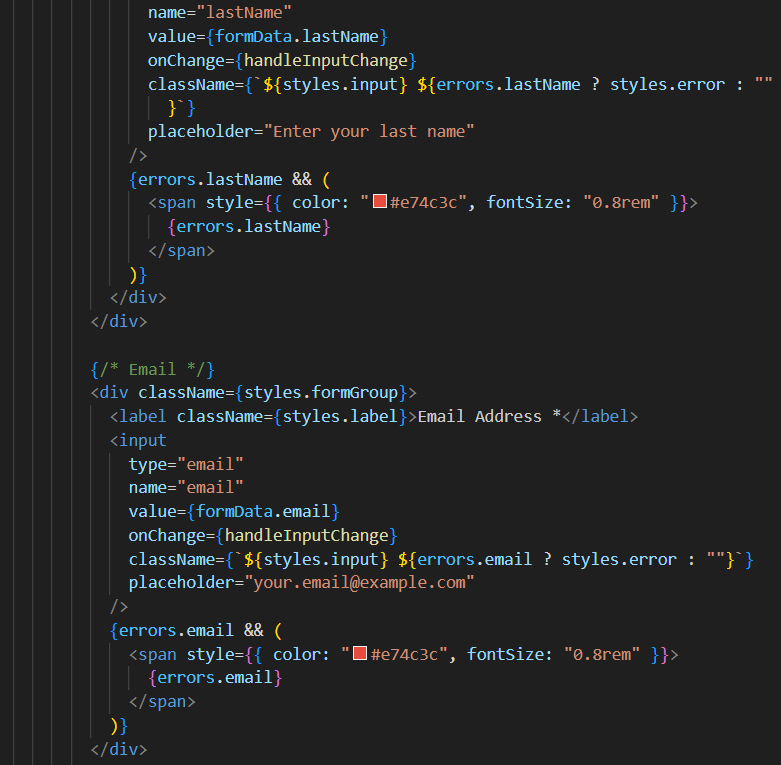 name="lastName"
value={formData.lastName}
onChange={handleInputChange}
className={`${styles.input} ${errors.lastName ? styles.error : ""
}`}
placeholder="Enter your last name"
/>
{errors.lastName && (
<span style={{ color: "#e74c3c", fontSize: "0.8rem" }}>
{errors.lastName}
</span>
)}
</div>
</div>
{/* Email */}
<div className={styles.formGroup}>
<label className={styles.label}>Email Address *</label>
<input
type="email"
name="email"
value={formData.email}
onChange={handleInputChange}
className={`${styles.input} ${errors.email ? styles.error : ""}`}
placeholder="your.email@example.com"
/>
{errors.email && (
<span style={{ color: "#e74c3c", fontSize: "0.8rem" }}>
{errors.email}
</span>
)}
</div>